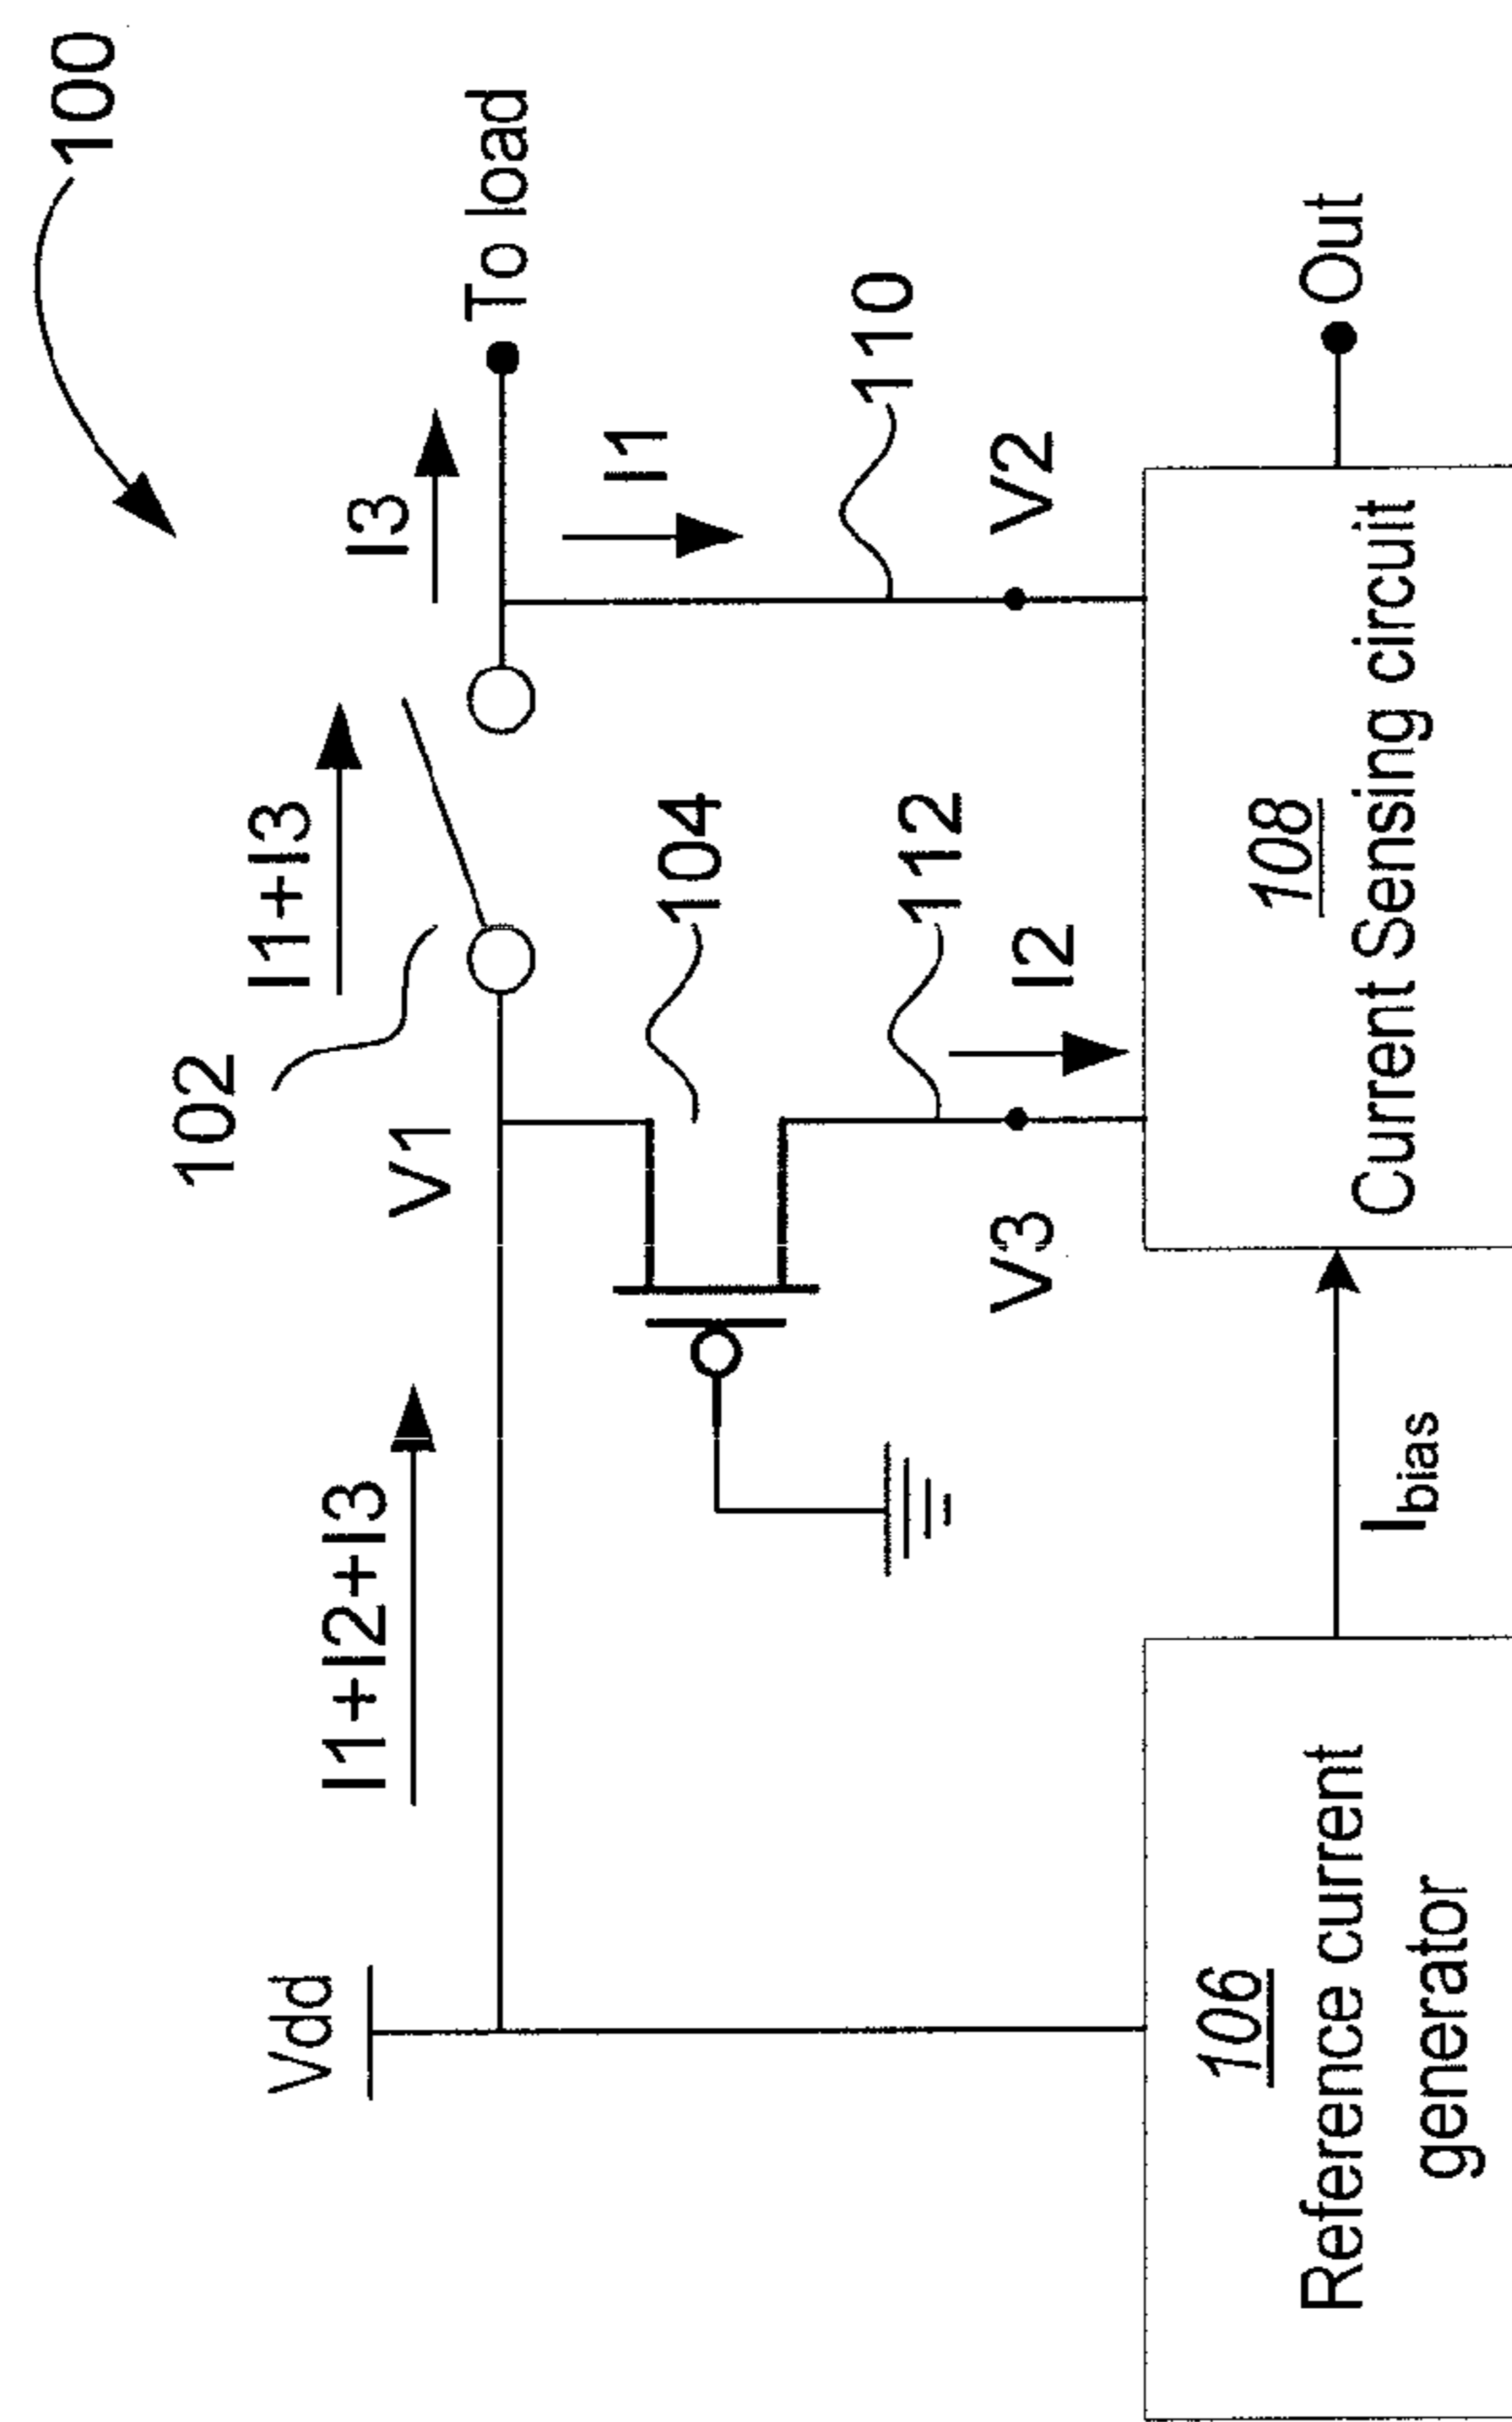 100
I3
To load
I1+I3
102
I1
V1
104
110
I1+I2+I3
112
I2
V2
V3
Vdd
108
Current Sensing circuit
Out
Ibias
106
Reference current
generator